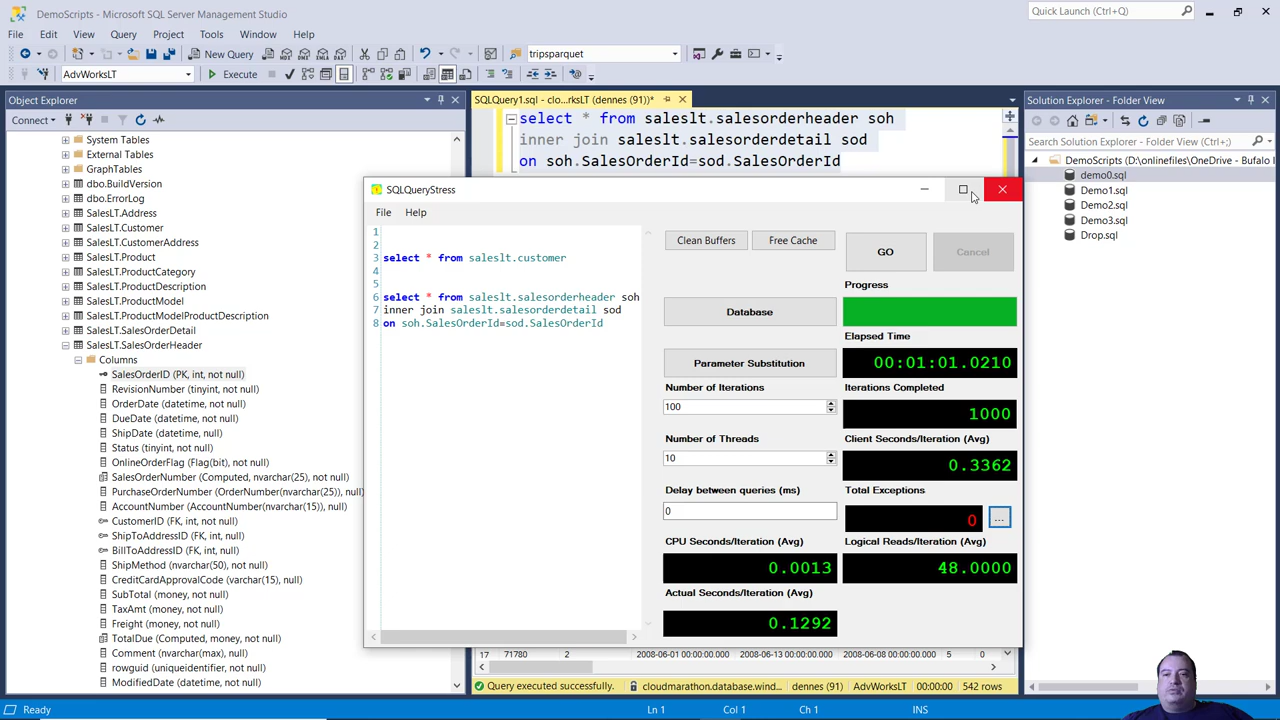 DemoScripts - Microsoft SQL Server Management Studio
Quick Launch (Ctrl+Q)
File Edit View Query Project Tools Window Help
New Query
MDX DMX XMLA DAX
tripsparquet
AdvWorksLT
Execute
Object Explorer
Connect
System Tables
External Tables
GraphTables
dbo.BuildVersion
dbo.ErrorLog
SalesLT.Address
SalesLT.Customer
SalesLT.CustomerAddress
SalesLT.Product
SalesLT.ProductCategory
SalesLT.ProductDescription
SalesLT.ProductModel
SalesLT.ProductModelProductDescription
SalesLT.SalesOrderDetail
SalesLT.SalesOrderHeader
Columns
SalesOrderID (PK, int, not null)
RevisionNumber (tinyint, not null)
OrderDate (datetime, not null)
DueDate (datetime, not null)
ShipDate (datetime, null)
Status (tinyint, not null)
OnlineOrderFlag (Flag(bit), not null)
SalesOrderNumber (Computed, nvarchar(25), not null)
PurchaseOrderNumber (OrderNumber(nvarchar(25)), null)
AccountNumber (AccountNumber(nvarchar(15)), null)
CustomerID (FK, int, not null)
ShipToAddressID (FK, int, null)
BillToAddressID (FK, int, null)
ShipMethod (nvarchar(50), not null)
CreditCardApprovalCode (varchar(15), null)
SubTotal (money, not null)
TaxAmt (money, not null)
Freight (money, not null)
TotalDue (Computed, money, not null)
Comment (nvarchar(max), null)
rowguid (uniqueidentifier, not null)
ModifiedDate (datetime, not null)
SQLQuery1.sql - clo...rksLT (dennes (91))*
select * from saleslt.salesorderheader soh
inner join saleslt.salesorderdetail sod
on soh.SalesOrderId=sod.SalesOrderId
SQLQueryStress
File Help
1
2
3 select * from saleslt.customer
4
5
6 select * from saleslt.salesorderheader soh
7 inner join saleslt.salesorderdetail sod
8 on soh.SalesOrderId=sod.SalesOrderId
Clean Buffers
Free Cache
GO
Cancel
Progress
Database
Elapsed Time
00:01:01.0210
Parameter Substitution
Number of Iterations
100
Iterations Completed
1000
Number of Threads
10
Client Seconds/Iteration (Avg)
0.3362
Delay between queries (ms)
0
Total Exceptions
0
...
CPU Seconds/Iteration (Avg)
0.0013
Logical Reads/Iteration (Avg)
48.0000
Actual Seconds/Iteration (Avg)
0.1292
17 71780 2 2008-06-01 00:00:00.000 2008-06-13 00:00:00.000 2008-06-08 00:00:00.000 5 0
Query executed successfully.
cloudmarathon.database.wind...
dennes (91)
AdvWorksLT
00:00:00
542 rows
Solution Explorer - Folder View
Search Solution Explorer - Folder View (Ctrl+;)
DemoScripts (D:\onlinefiles\OneDrive - Bufalo I
demo0.sql
Demo1.sql
Demo2.sql
Demo3.sql
Drop.sql
Ready
Ln 1
Col 1
Ch 1
INS